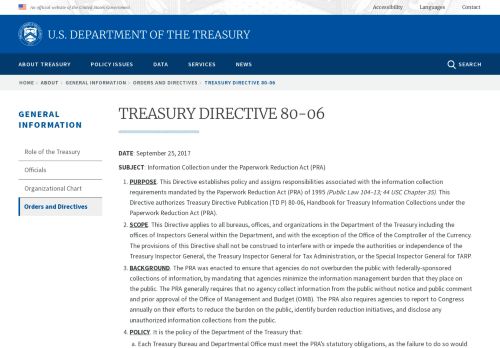 An official website of the United States Government
Accessibility Languages Contact
U.S. DEPARTMENT OF THE TREASURY
ABOUT TREASURY POLICY ISSUES DATA SERVICES NEWS SEARCH
HOME › ABOUT › GENERAL INFORMATION › ORDERS AND DIRECTIVES › TREASURY DIRECTIVE 80-06
GENERAL
INFORMATION
Role of the Treasury
Officials
Organizational Chart
Orders and Directives
TREASURY DIRECTIVE 80-06
DATE: September 25, 2017
SUBJECT: Information Collection under the Paperwork Reduction Act (PRA)
1. PURPOSE. This Directive establishes policy and assigns responsibilities associated with the information collection
requirements mandated by the Paperwork Reduction Act (PRA) of 1995 (Public Law 104-13; 44 USC Chapter 35). This
Directive authorizes Treasury Directive Publication (TD P) 80-06, Handbook for Treasury Information Collections under the
Paperwork Reduction Act (PRA).
2. SCOPE. This Directive applies to all bureaus, offices, and organizations in the Department of the Treasury including the
offices of Inspectors General within the Department, and with the exception of the Office of the Comptroller of the Currency.
The provisions of this Directive shall not be construed to interfere with or impede the authorities or independence of the
Treasury Inspector General, the Treasury Inspector General for Tax Administration, or the Special Inspector General for TARP.
3. BACKGROUND. The PRA was enacted to ensure that agencies do not overburden the public with federally-sponsored
collections of information, by mandating that agencies minimize the information management burden that they place on
the public. The PRA generally requires that no agency collect information from the public without notice and public comment
and prior approval of the Office of Management and Budget (OMB). The PRA also requires agencies to report to Congress
annually on their efforts to reduce the burden on the public, identify burden reduction initiatives, and disclose any
unauthorized information collections from the public.
4. POLICY. It is the policy of the Department of the Treasury that:
a. Each Treasury Bureau and Departmental Office must meet the PRA's statutory obligations, as the failure to do so would